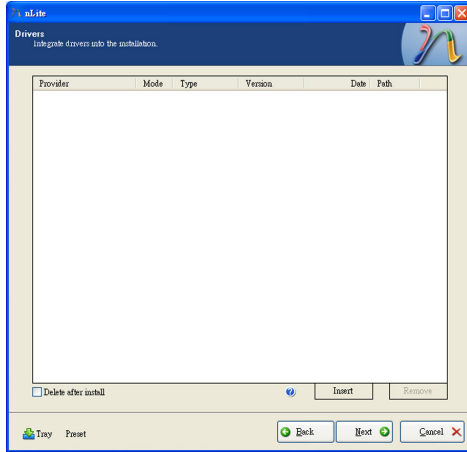 nLite
Drivers
Integrate drivers into the installation.
Provider Mode Type Version Date Path
Delete after install
Insert Remove
Tray Preset
Back Next Cancel